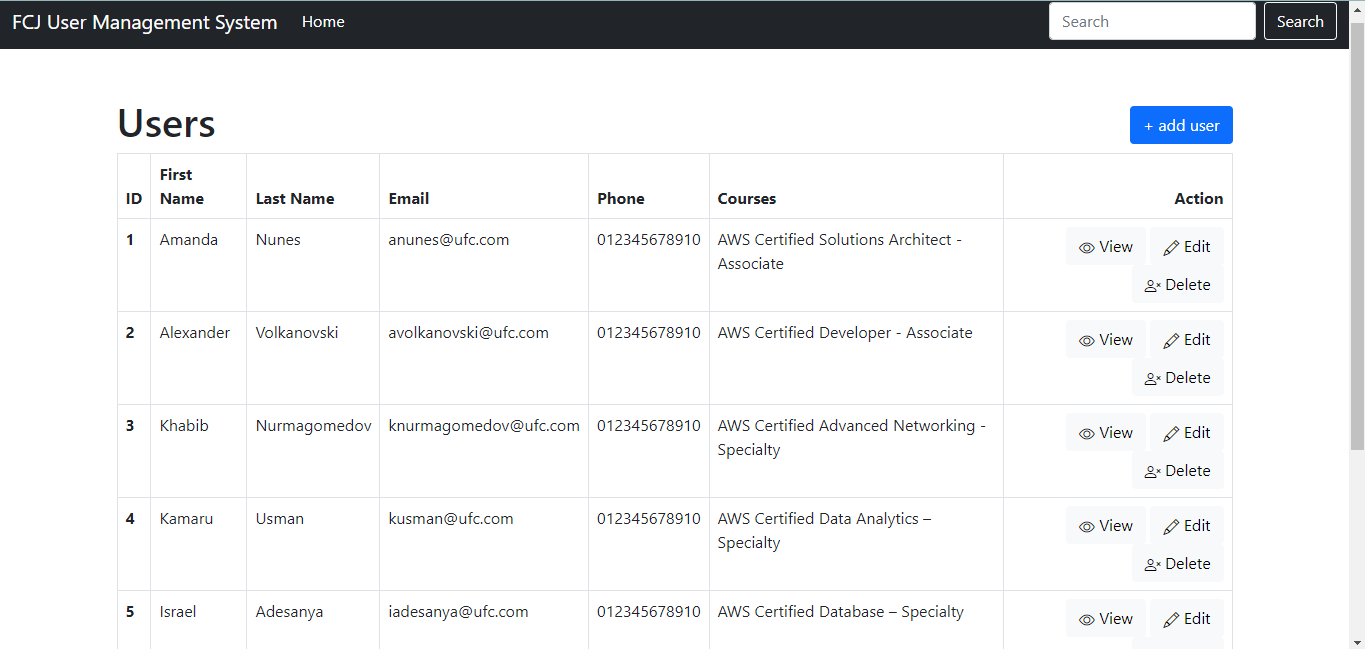 FCJ User Management System Home Search Search
Users + add user
First
ID Name Last Name Email Phone Courses Action
1 Amanda Nunes anunes@ufc.com 012345678910 AWS Certified Solutions Architect - View Edit
Associate
Delete
2 Alexander Volkanovski avolkanovski@ufc.com 012345678910 AWS Certified Developer - Associate View Edit
Delete
3 Khabib Nurmagomedov knurmagomedov@ufc.com 012345678910 AWS Certified Advanced Networking - View Edit
Specialty
Delete
4 Kamaru Usman kusman@ufc.com 012345678910 AWS Certified Data Analytics – View Edit
Specialty
Delete
5 Israel Adesanya iadesanya@ufc.com 012345678910 AWS Certified Database – Specialty View Edit